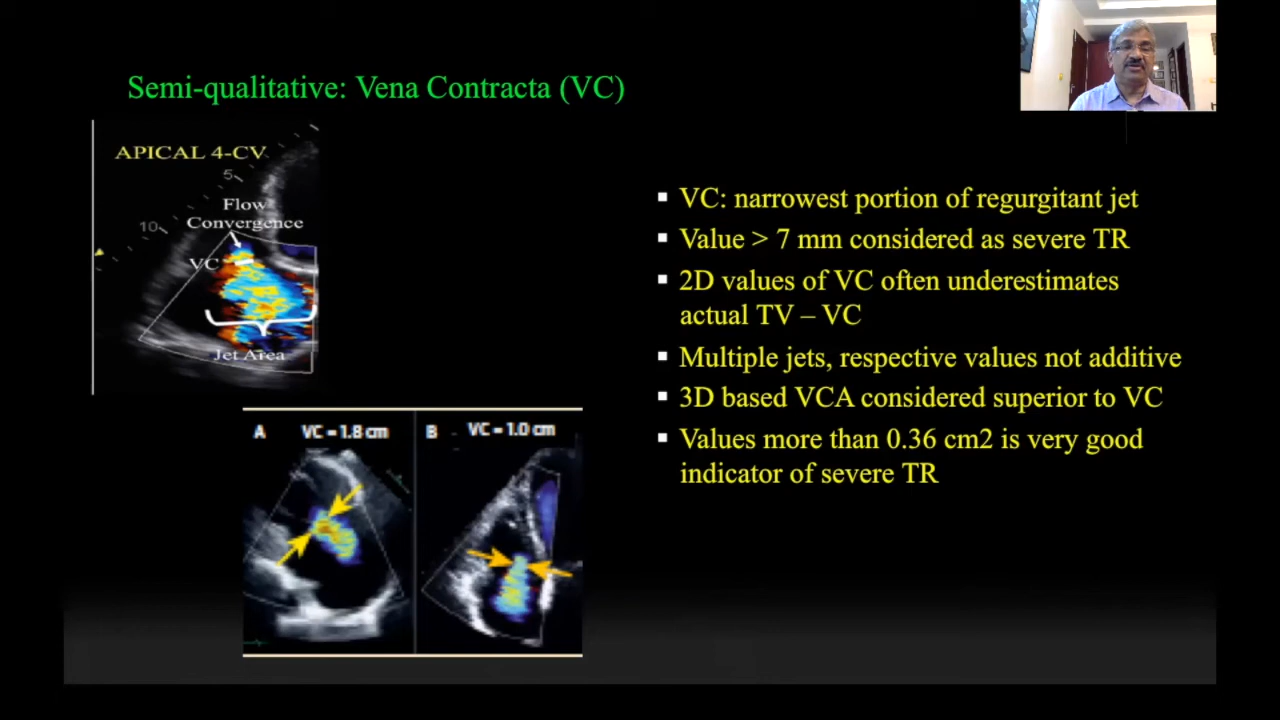 Semi-qualitative: Vena Contracta (VC)
APICAL 4-CV
5
Flow
Convergence
10
VC
Jet Area
A VC = 1.8 cm B VC = 1.0 cm
▪ VC: narrowest portion of regurgitant jet
▪ Value > 7 mm considered as severe TR
▪ 2D values of VC often underestimates
actual TV – VC
▪ Multiple jets, respective values not additive
▪ 3D based VCA considered superior to VC
▪ Values more than 0.36 cm2 is very good
indicator of severe TR